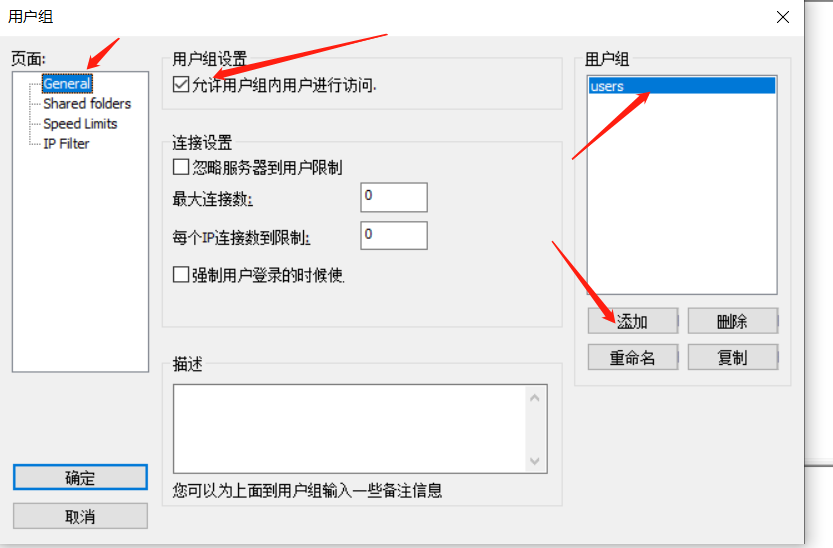 用户组
页面:
General
Shared folders
Speed Limits
IP Filter
确定
取消
用户组设置
允许用户组内用户进行访问.
连接设置
忽略服务器到用户限制
最大连接数:
0
每个IP连接数到限制:
0
强制用户登录的时候使.
描述
您可以为上面到用户组输入一些备注信息
用户组
users
添加
删除
重命名
复制